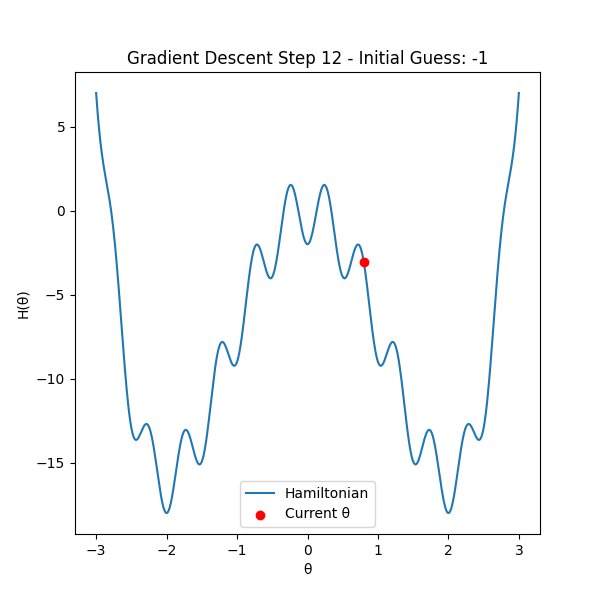 Gradient Descent Step 12 - Initial Guess: -1
5
0
−5
−10
−15
H(θ)
Hamiltonian
Current θ
−3 −2 −1 0 1 2 3
θ